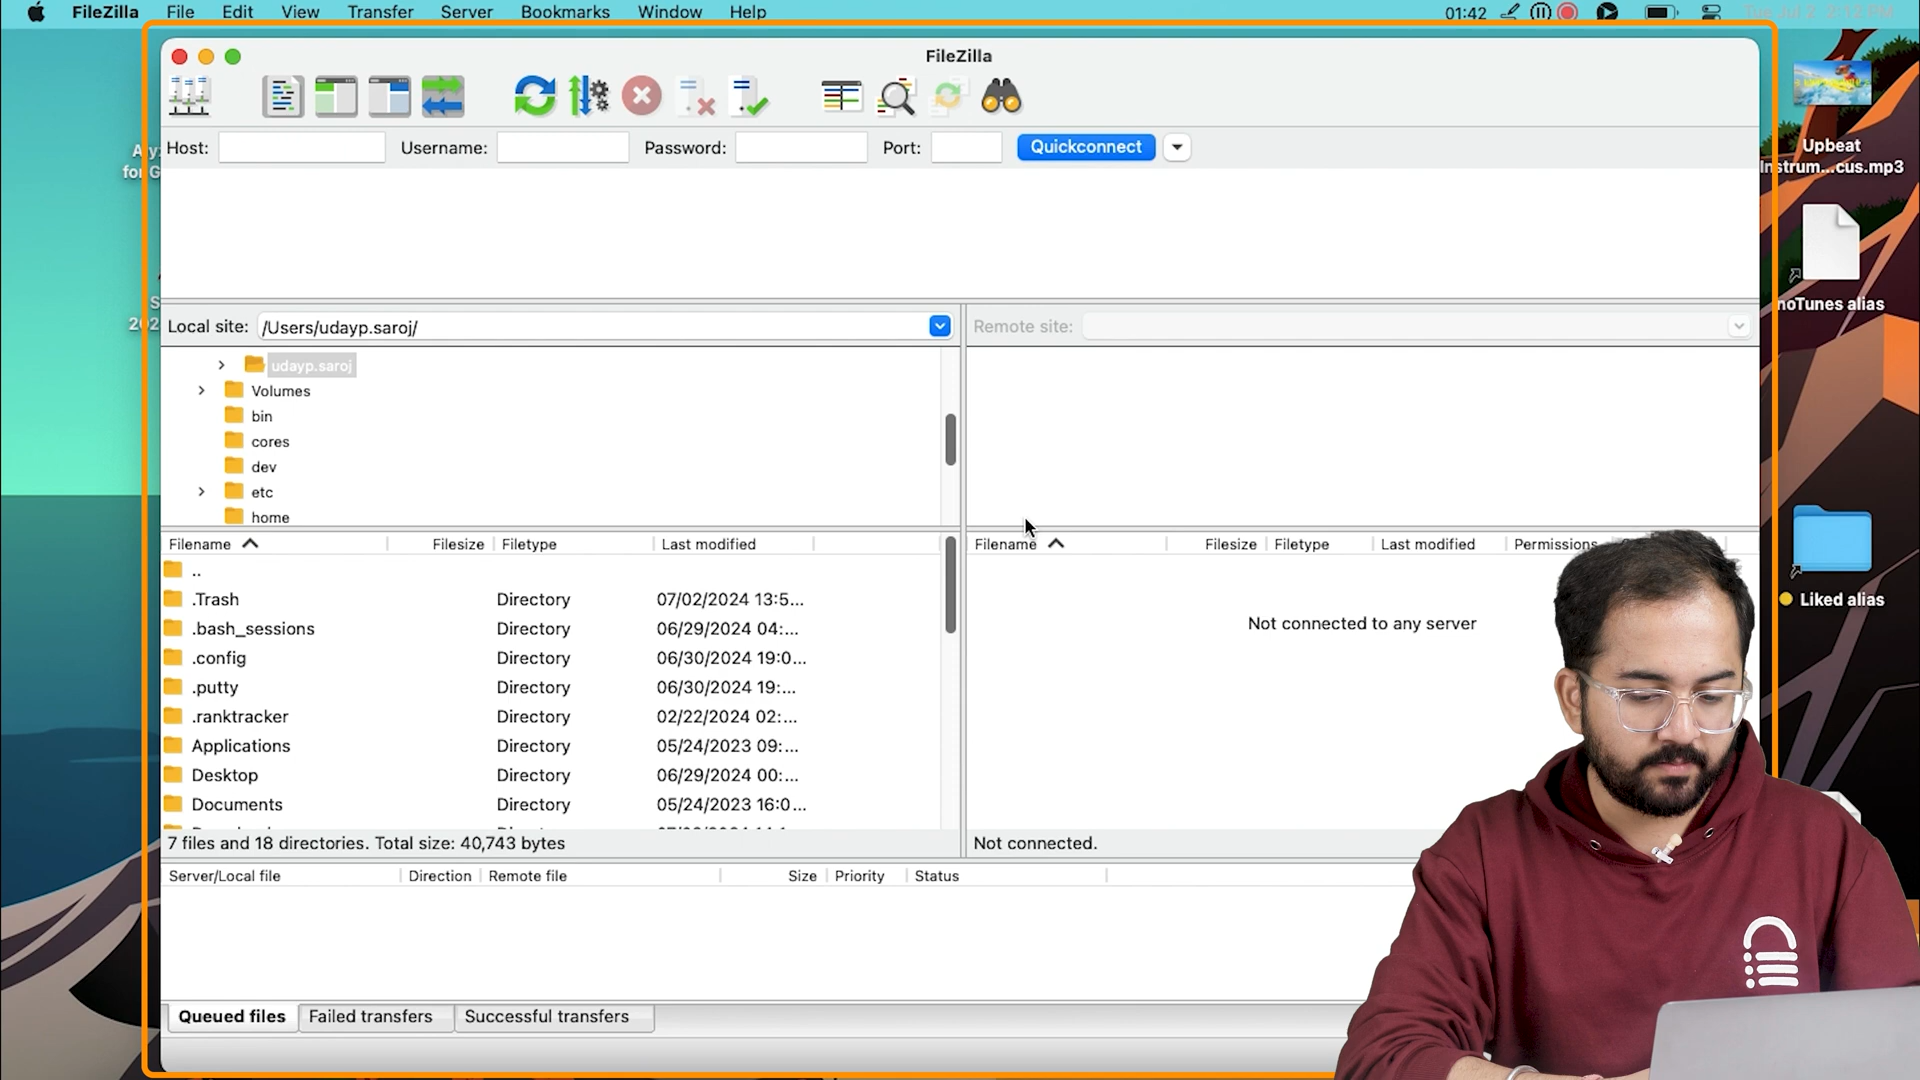 FileZilla File Edit View Transfer Server Bookmarks Window Help 01:42
FileZilla
Host: Username: Password: Port: Quickconnect
Local site: /Users/udayp.saroj/
udayp.saroj
Volumes
bin
cores
dev
etc
home
Filename Filesize Filetype Last modified
..
.Trash Directory 07/02/2024 13:5...
.bash_sessions Directory 06/29/2024 04:...
.config Directory 06/30/2024 19:0...
.putty Directory 06/30/2024 19:...
.ranktracker Directory 02/22/2024 02:...
Applications Directory 05/24/2023 09:...
Desktop Directory 06/29/2024 00:...
Documents Directory 05/24/2023 16:0...
7 files and 18 directories. Total size: 40,743 bytes
Remote site:
Filename Filesize Filetype Last modified Permissions
Not connected to any server
Not connected.
Server/Local file Direction Remote file Size Priority Status
Queued files Failed transfers Successful transfers
Upbeat
Instrum...cus.mp3
noTunes alias
Liked alias